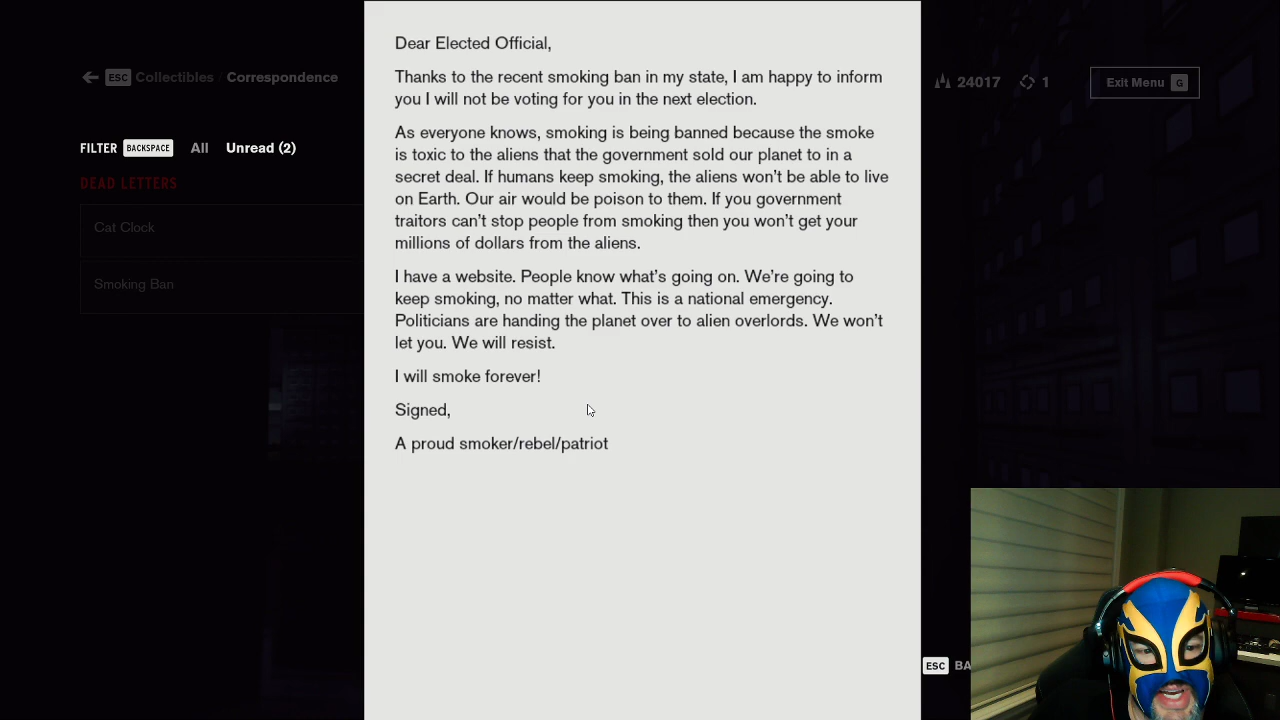 Dear Elected Official,
Thanks to the recent smoking ban in my state, I am happy to inform
you I will not be voting for you in the next election.
As everyone knows, smoking is being banned because the smoke
is toxic to the aliens that the government sold our planet to in a
secret deal. If humans keep smoking, the aliens won't be able to live
on Earth. Our air would be poison to them. If you government
traitors can't stop people from smoking then you won't get your
millions of dollars from the aliens.
I have a website. People know what's going on. We're going to
keep smoking, no matter what. This is a national emergency.
Politicians are handing the planet over to alien overlords. We won't
let you. We will resist.
I will smoke forever!
Signed,
A proud smoker/rebel/patriot
ESC Collectibles / Correspondence
24017 1 Exit Menu G
FILTER BACKSPACE All Unread (2)
DEAD LETTERS
Cat Clock
Smoking Ban
ESC BA